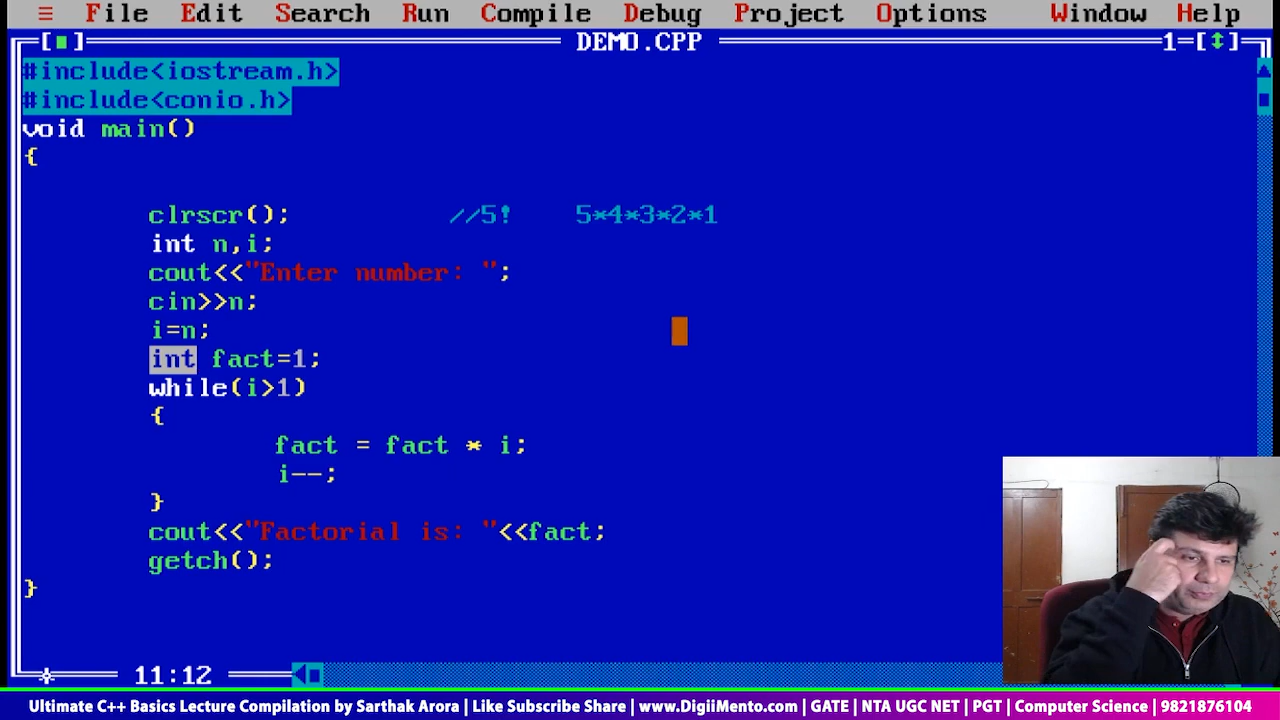 ≡ File Edit Search Run Compile Debug Project Options Window Help
[■] DEMO.CPP 1=[↕]
#include<iostream.h>
#include<conio.h>
void main()
{
clrscr(); //5! 5*4*3*2*1
int n,i;
cout<<"Enter number: ";
cin>>n;
i=n;
int fact=1;
while(i>1)
{
fact = fact * i;
i--;
}
cout<<"Factorial is: "<<fact;
getch();
}
11:12
Ultimate C++ Basics Lecture Compilation by Sarthak Arora | Like Subscribe Share | www.DigiiMento.com | GATE | NTA UGC NET | PGT | Computer Science | 9821876104